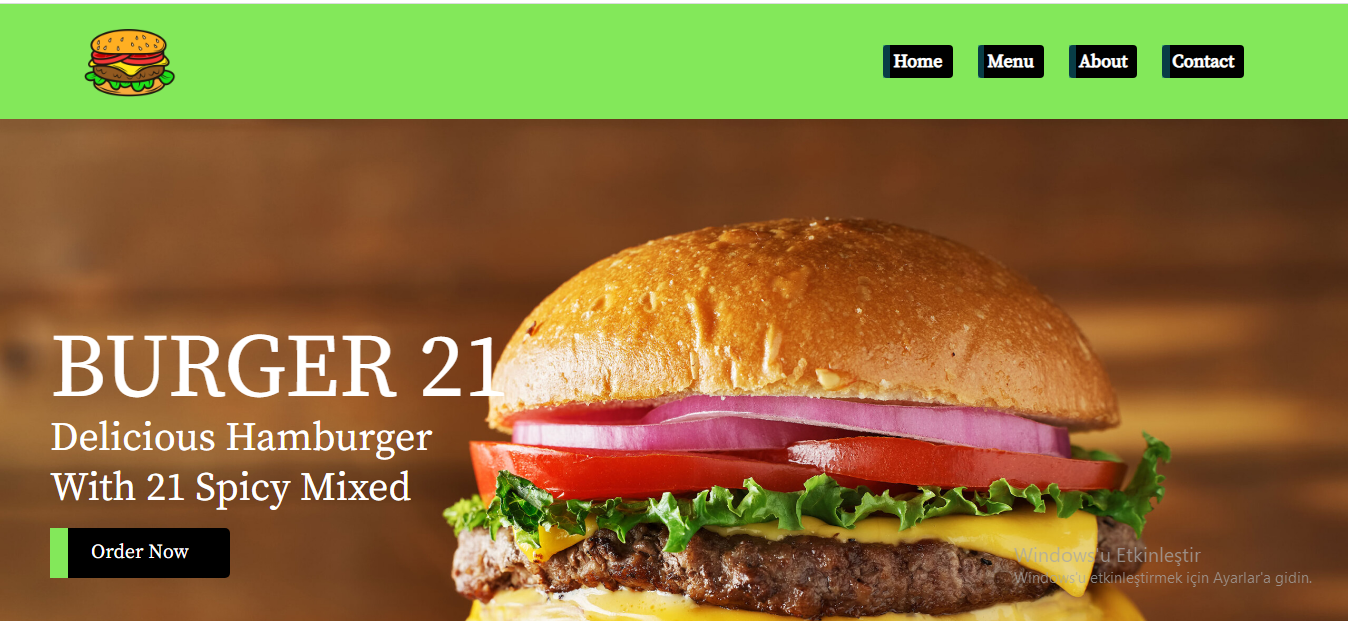 Home
Menu
About
Contact
BURGER 21
Delicious Hamburger
With 21 Spicy Mixed
Order Now
Windows'u Etkinleştir
Windows'u etkinleştirmek için Ayarlar'a gidin.